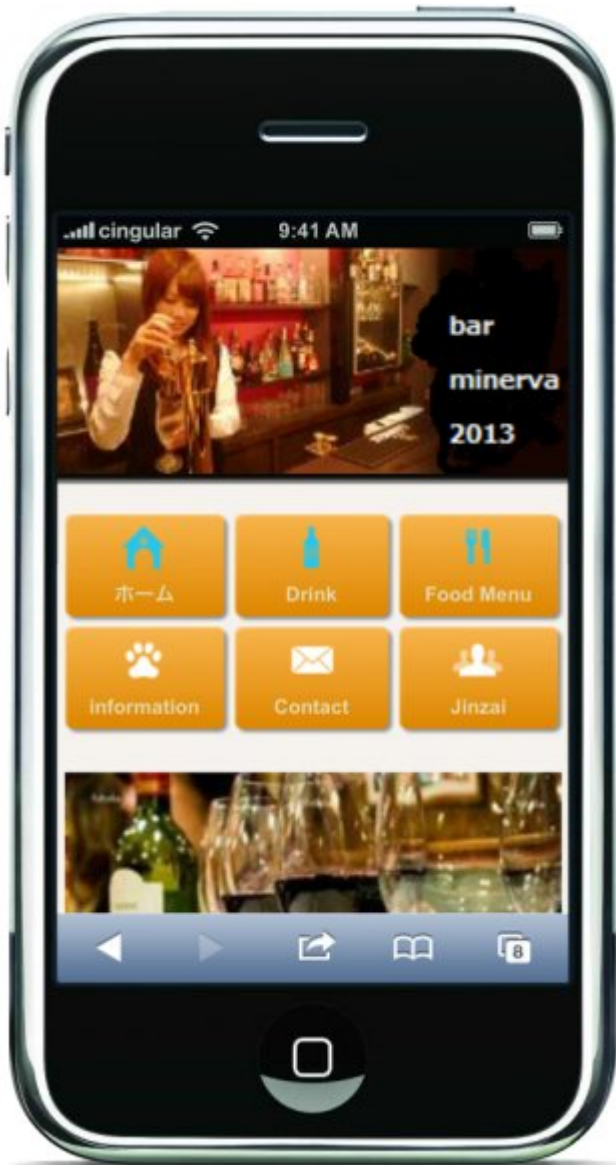 cingular 9:41 AM
bar
minerva
2013
ホーム Drink Food Menu
information Contact Jinzai
8